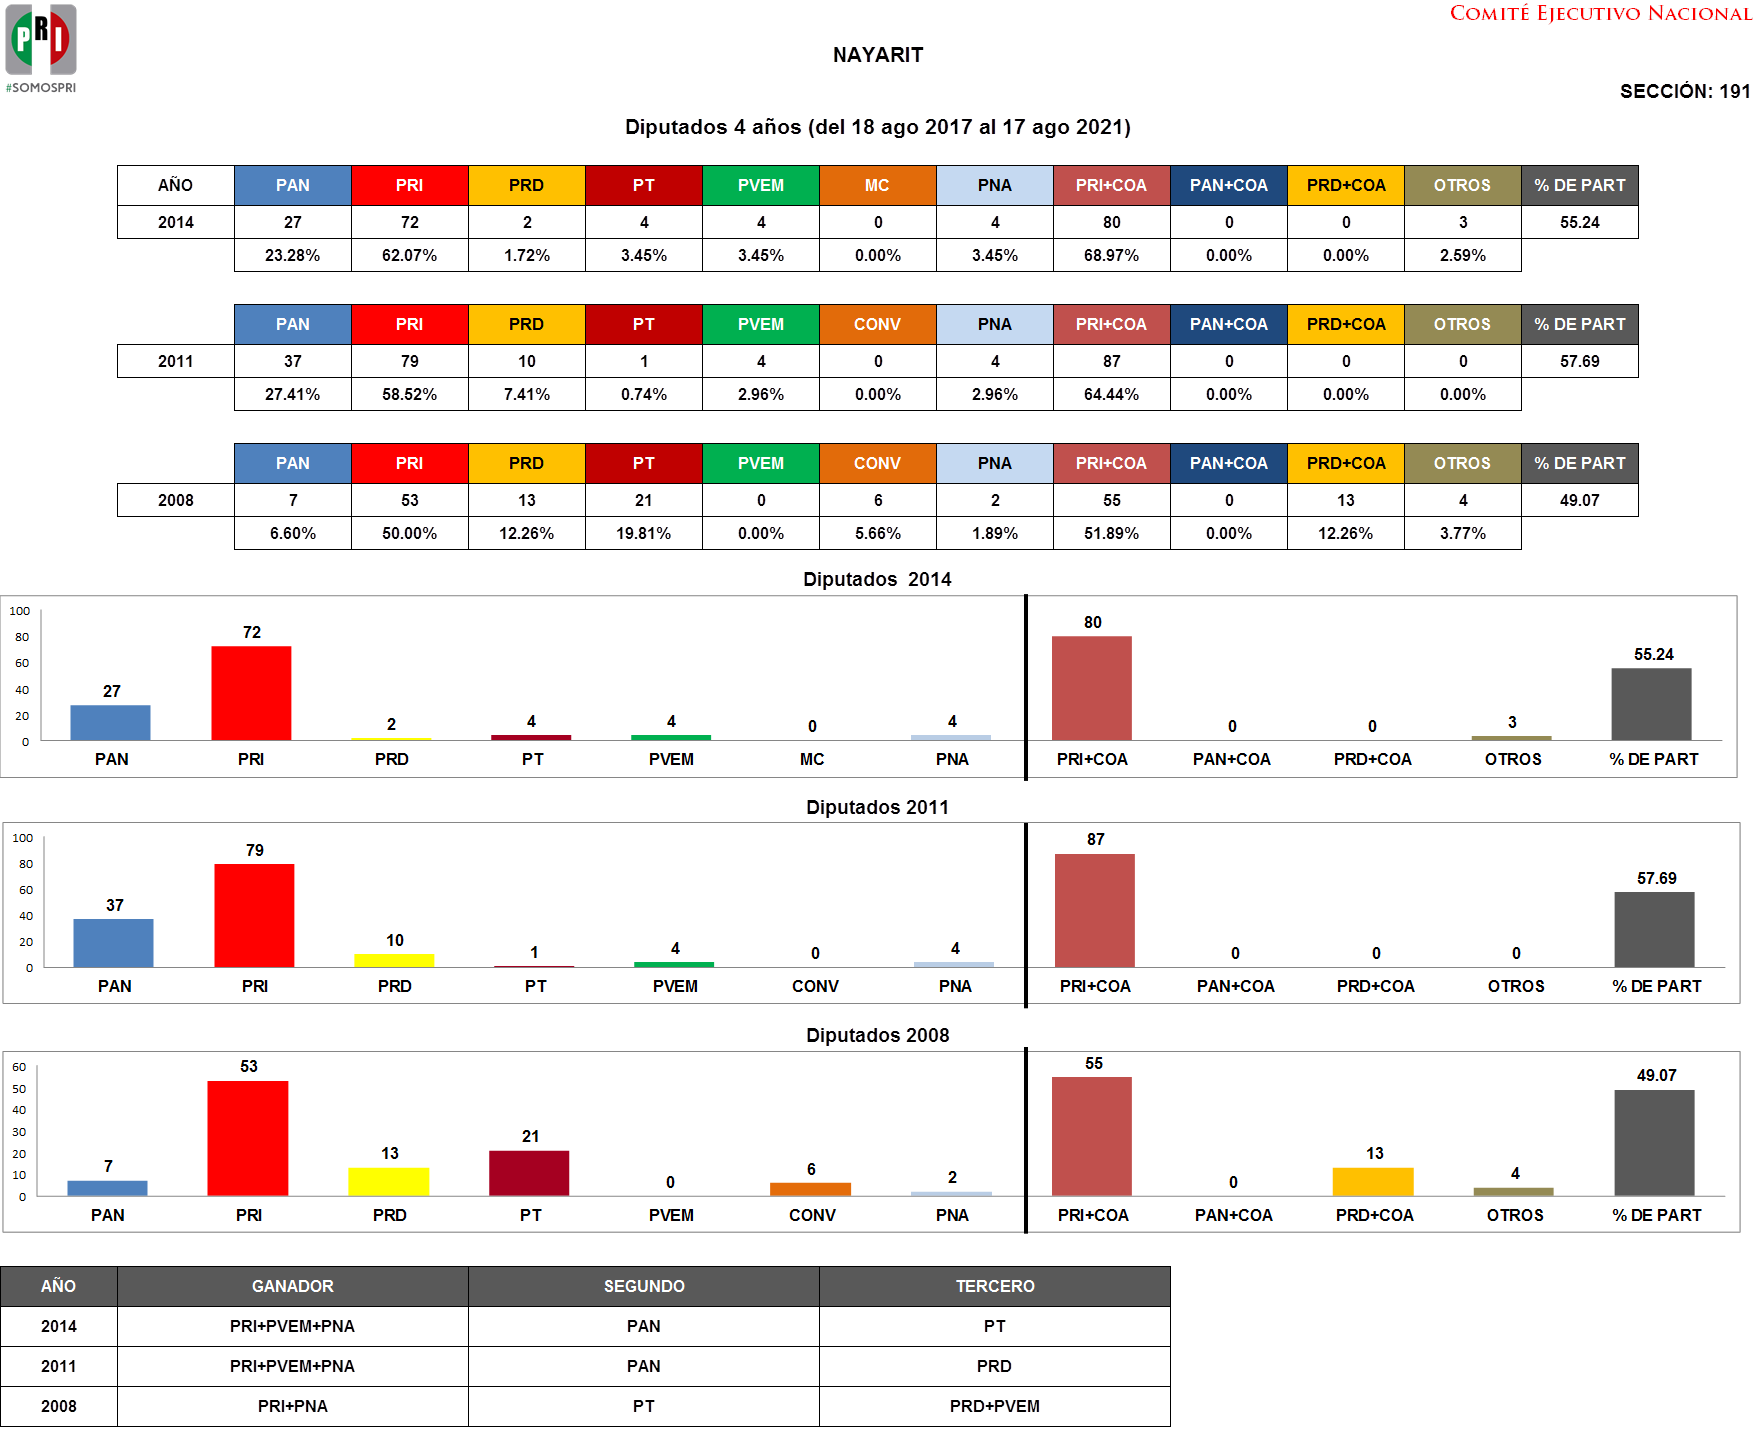 PRI
#SOMOSPRI
COMITÉ EJECUTIVO NACIONAL
NAYARIT
SECCIÓN: 191
Diputados 4 años (del 18 ago 2017 al 17 ago 2021)
AÑO PAN PRI PRD PT PVEM MC PNA PRI+COA PAN+COA PRD+COA OTROS % DE PART
2014 27 72 2 4 4 0 4 80 0 0 3 55.24
23.28% 62.07% 1.72% 3.45% 3.45% 0.00% 3.45% 68.97% 0.00% 0.00% 2.59%
PAN PRI PRD PT PVEM CONV PNA PRI+COA PAN+COA PRD+COA OTROS % DE PART
2011 37 79 10 1 4 0 4 87 0 0 0 57.69
27.41% 58.52% 7.41% 0.74% 2.96% 0.00% 2.96% 64.44% 0.00% 0.00% 0.00%
PAN PRI PRD PT PVEM CONV PNA PRI+COA PAN+COA PRD+COA OTROS % DE PART
2008 7 53 13 21 0 6 2 55 0 13 4 49.07
6.60% 50.00% 12.26% 19.81% 0.00% 5.66% 1.89% 51.89% 0.00% 12.26% 3.77%
Diputados 2014
100
80
60
40
20
0
27 72 2 4 4 0 4 80 0 0 3 55.24
PAN PRI PRD PT PVEM MC PNA PRI+COA PAN+COA PRD+COA OTROS % DE PART
Diputados 2011
100
80
60
40
20
0
37 79 10 1 4 0 4 87 0 0 0 57.69
PAN PRI PRD PT PVEM CONV PNA PRI+COA PAN+COA PRD+COA OTROS % DE PART
Diputados 2008
60
50
40
30
20
10
0
7 53 13 21 0 6 2 55 0 13 4 49.07
PAN PRI PRD PT PVEM CONV PNA PRI+COA PAN+COA PRD+COA OTROS % DE PART
AÑO GANADOR SEGUNDO TERCERO
2014 PRI+PVEM+PNA PAN PT
2011 PRI+PVEM+PNA PAN PRD
2008 PRI+PNA PT PRD+PVEM